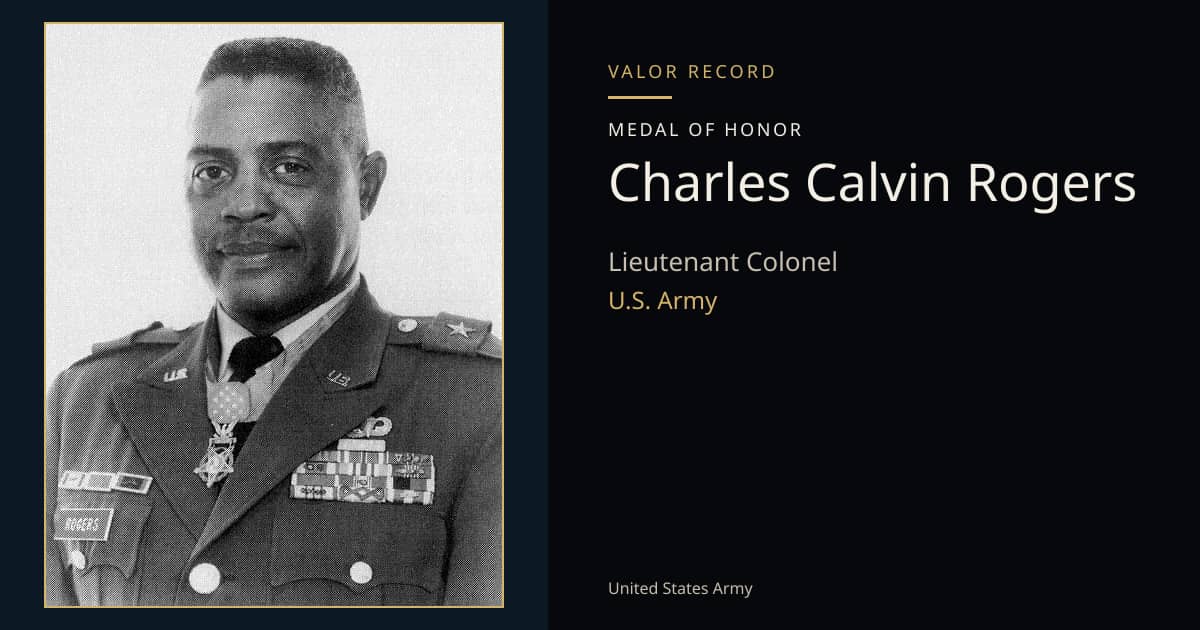 VALOR RECORD
MEDAL OF HONOR
Charles Calvin Rogers
Lieutenant Colonel
U.S. Army
United States Army
U.S.
U.S.
ROGERS